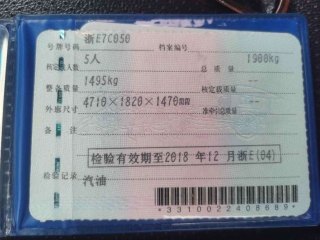 浙E7C050
号牌号码 档案编号
核定载人数 5人 总质量 1900kg
整备质量 1495kg 核定载质量 --
外廓尺寸 4710×1820×1470mm 准牵引总质量 --
备注
检验有效期至2018年12月浙E(04)
检验记录
汽油
*3310022408689*